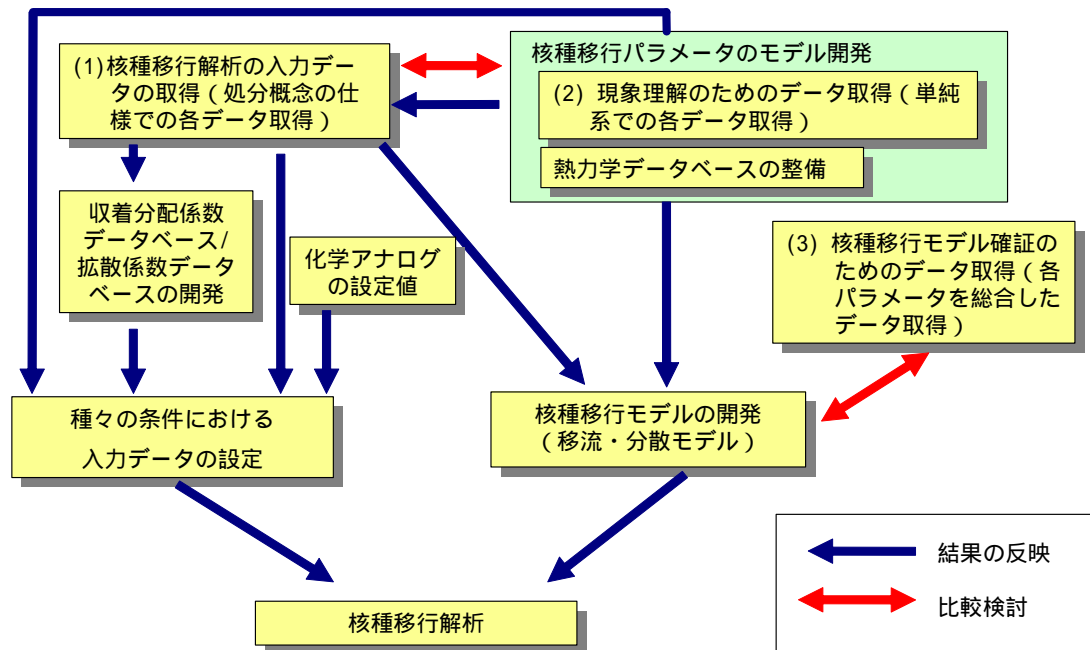 (1)核種移行解析の入力デー
タの取得（処分概念の仕
様での各データ取得）
核種移行パラメータのモデル開発
(2) 現象理解のためのデータ取得（単純
系での各データ取得）
熱力学データベースの整備
収着分配係数
データベース/
拡散係数データ
ベースの開発
化学アナログ
の設定値
(3) 核種移行モデル確証の
ためのデータ取得（各
パラメータを総合した
データ取得）
種々の条件における
入力データの設定
核種移行モデルの開発
（移流・分散モデル）
核種移行解析
結果の反映
比較検討